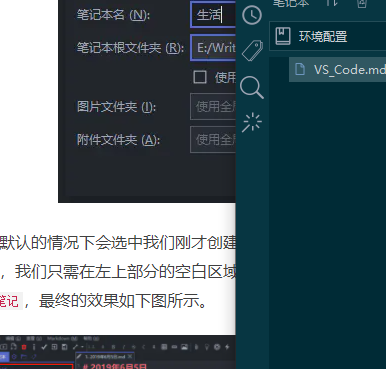 笔记本
笔记本名 (N):
生活
环境配置
笔记本根文件夹 (R):
E:/Writ
VS_Code.md
使用
图片文件夹 (I):
使用全
附件文件夹 (A):
使用全
默认的情况下会选中我们刚才创建
，我们只需在左上部分的空白区域
笔记，最终的效果如下图所示。
# 2019年6月5日